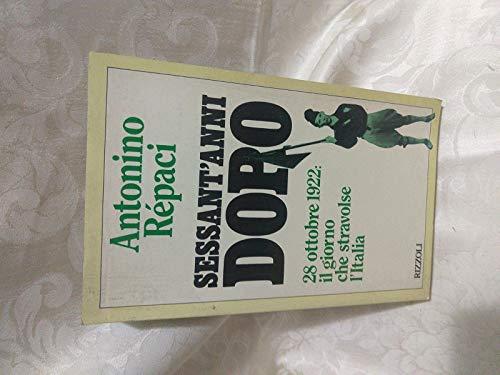 Antonino
Répaci
SESSANT'ANNI
DOPO
28 ottobre 1922:
il giorno
che stravolse
l'Italia
RIZZOLI